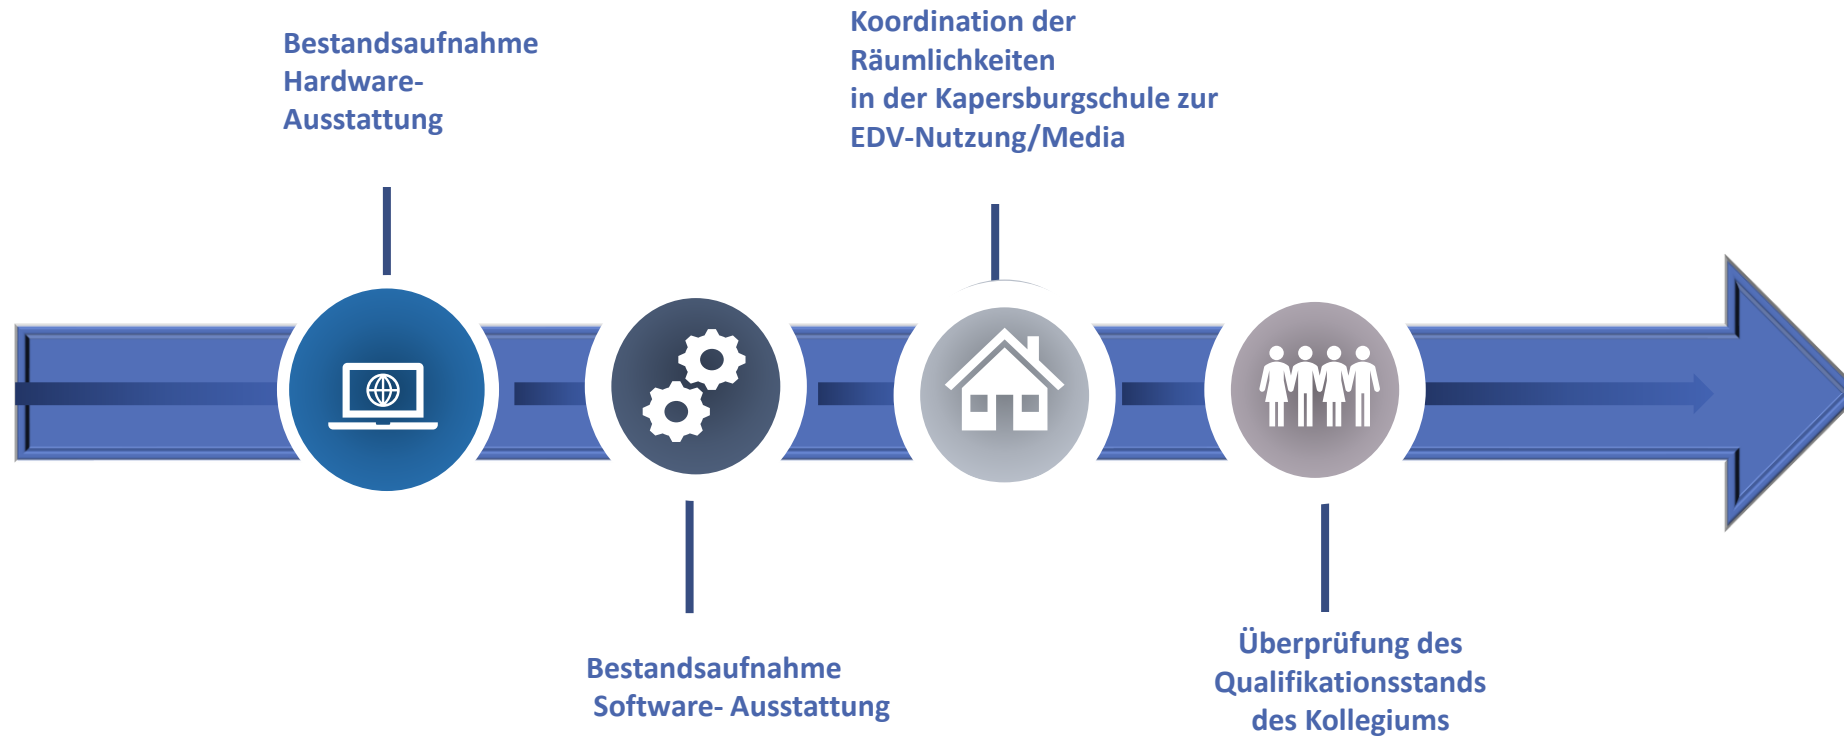 Bestandsaufnahme
Hardware-
Ausstattung
Bestandsaufnahme
Software- Ausstattung
Koordination der
Räumlichkeiten
in der Kapersburgschule zur
EDV-Nutzung/Media
Überprüfung des
Qualifikationsstands
des Kollegiums